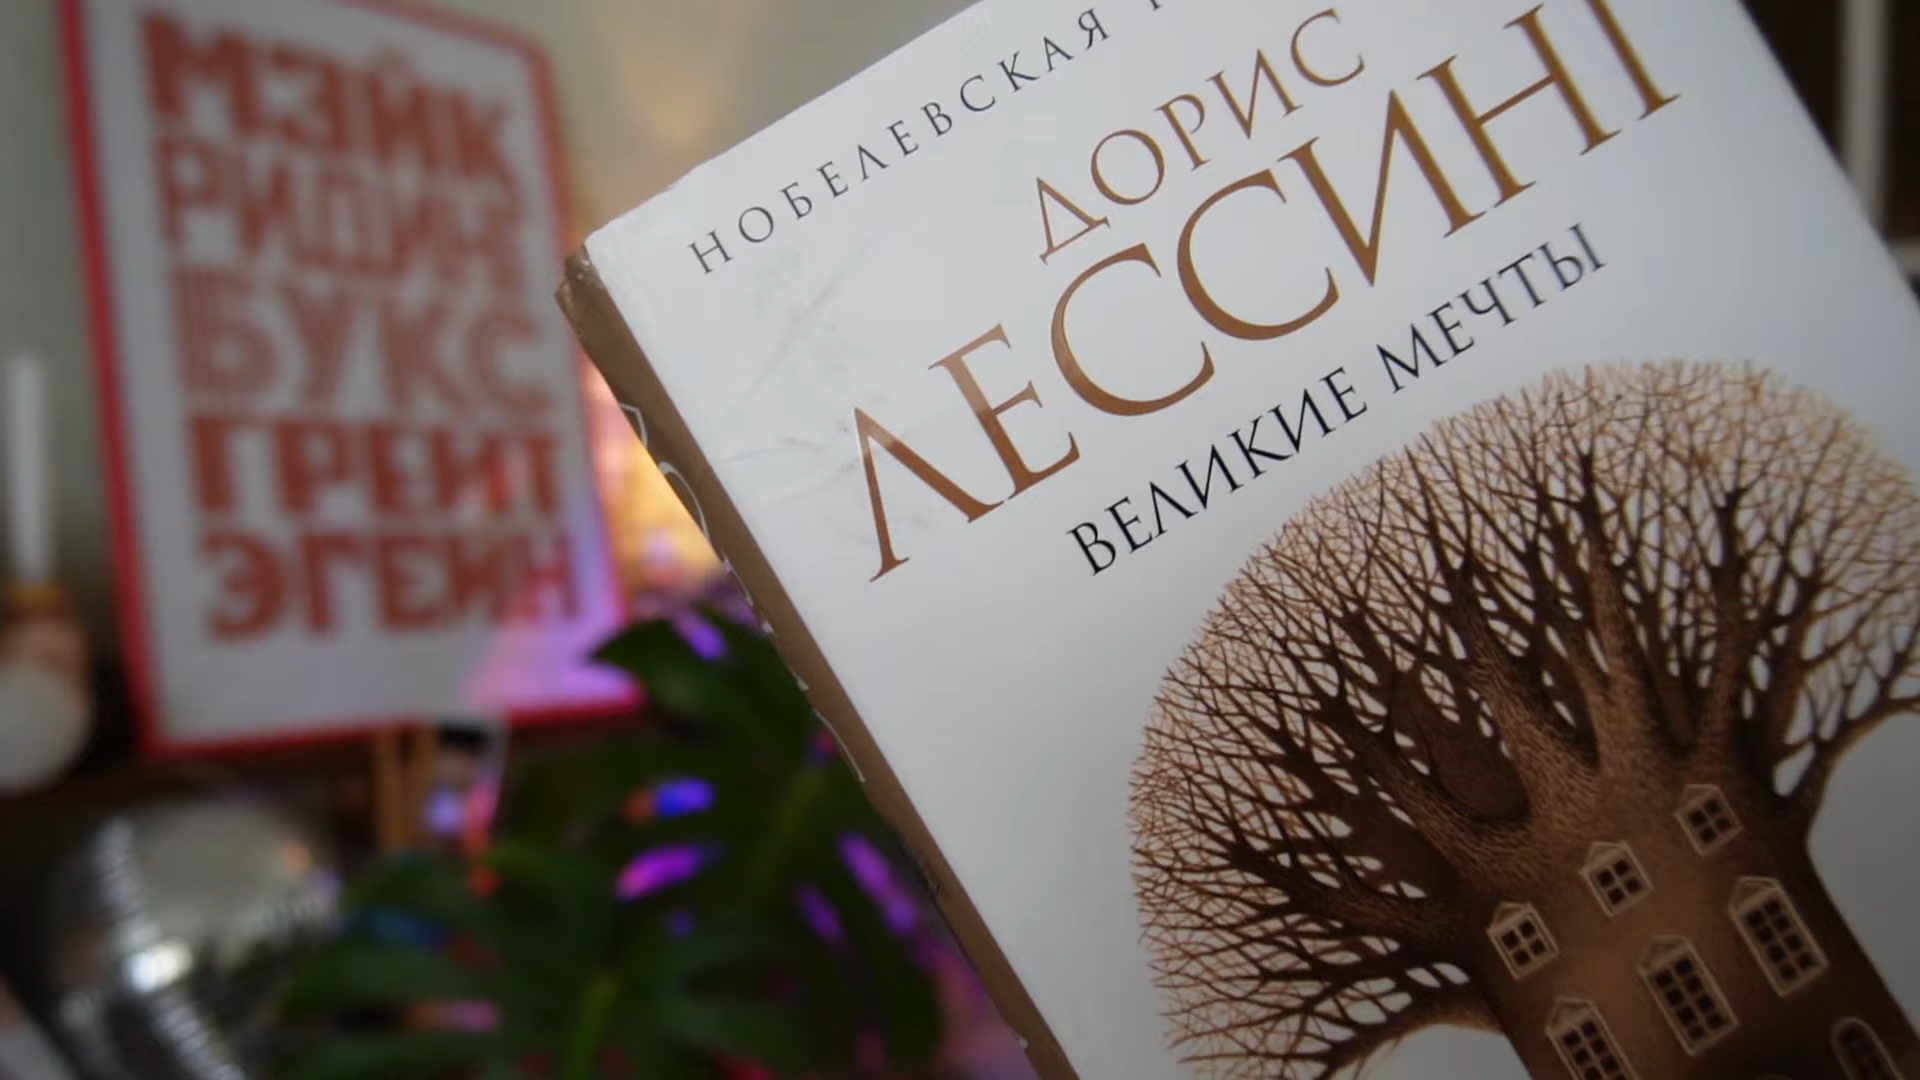 МЭЙК
РИДИНГ
БУКС
ГРЕЙТ
ЭГЕЙН
НОБЕЛЕВСКАЯ
ДОРИС
ЛЕССИНГ
ВЕЛИКИЕ МЕЧТЫ